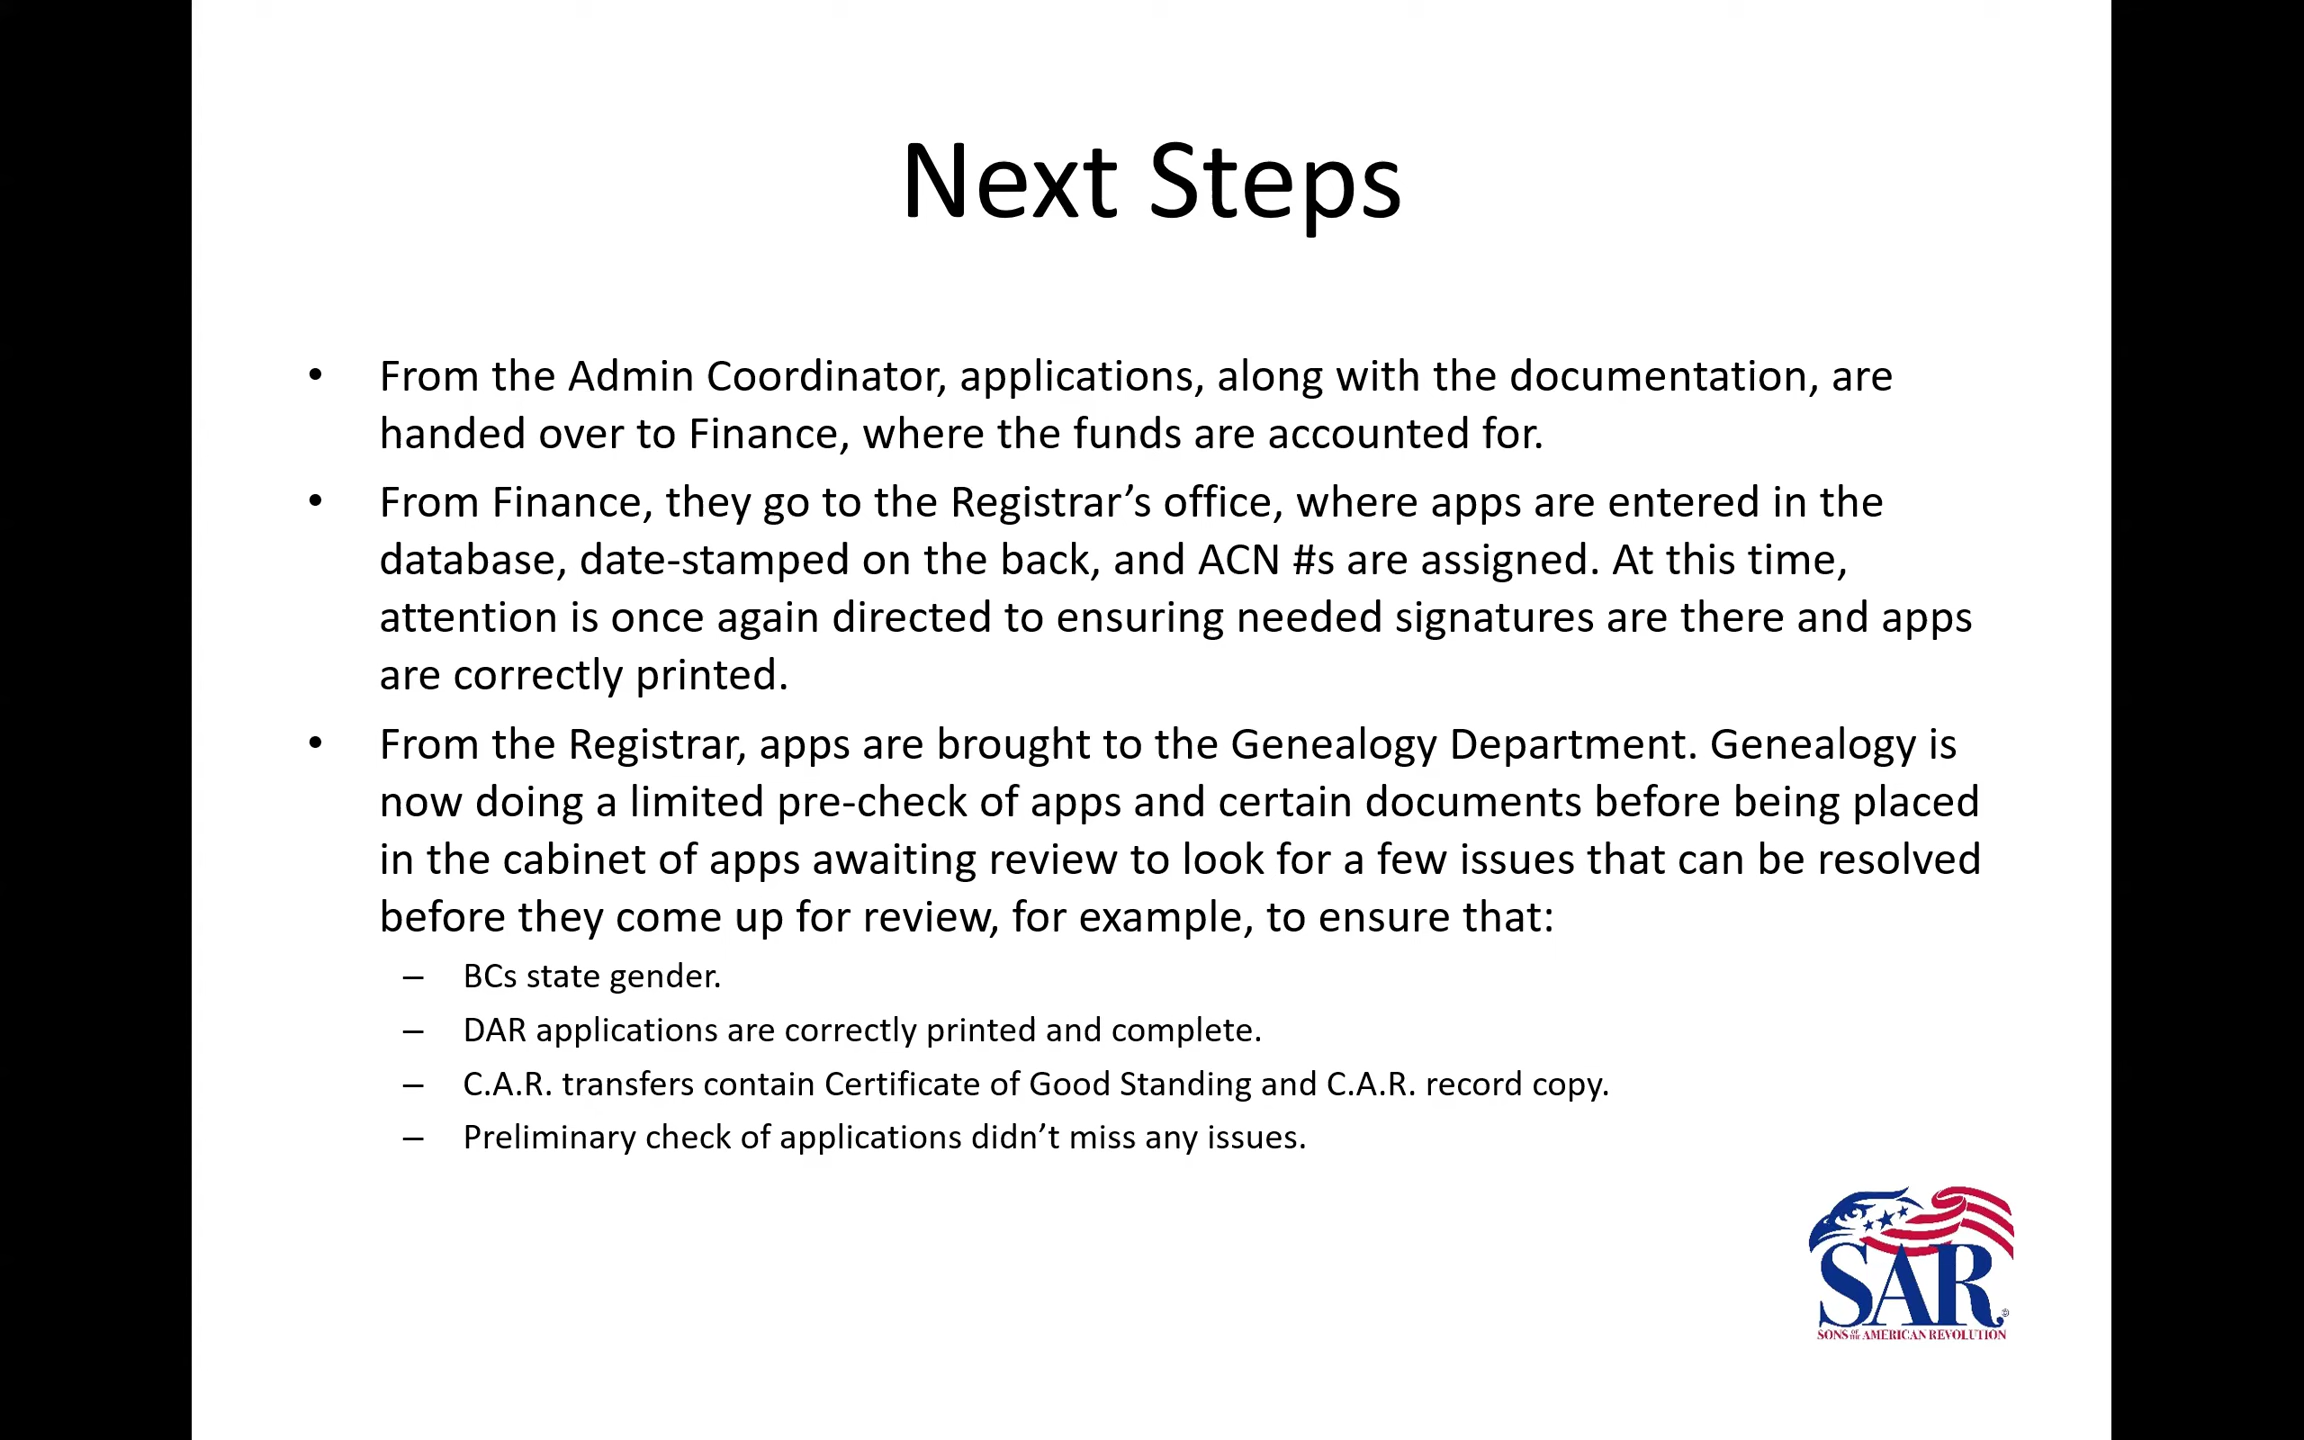 Next Steps
• From the Admin Coordinator, applications, along with the documentation, are
handed over to Finance, where the funds are accounted for.
• From Finance, they go to the Registrar’s office, where apps are entered in the
database, date-stamped on the back, and ACN #s are assigned. At this time,
attention is once again directed to ensuring needed signatures are there and apps
are correctly printed.
• From the Registrar, apps are brought to the Genealogy Department. Genealogy is
now doing a limited pre-check of apps and certain documents before being placed
in the cabinet of apps awaiting review to look for a few issues that can be resolved
before they come up for review, for example, to ensure that:
– BCs state gender.
– DAR applications are correctly printed and complete.
– C.A.R. transfers contain Certificate of Good Standing and C.A.R. record copy.
– Preliminary check of applications didn’t miss any issues.
SAR®
SONS OF THE AMERICAN REVOLUTION